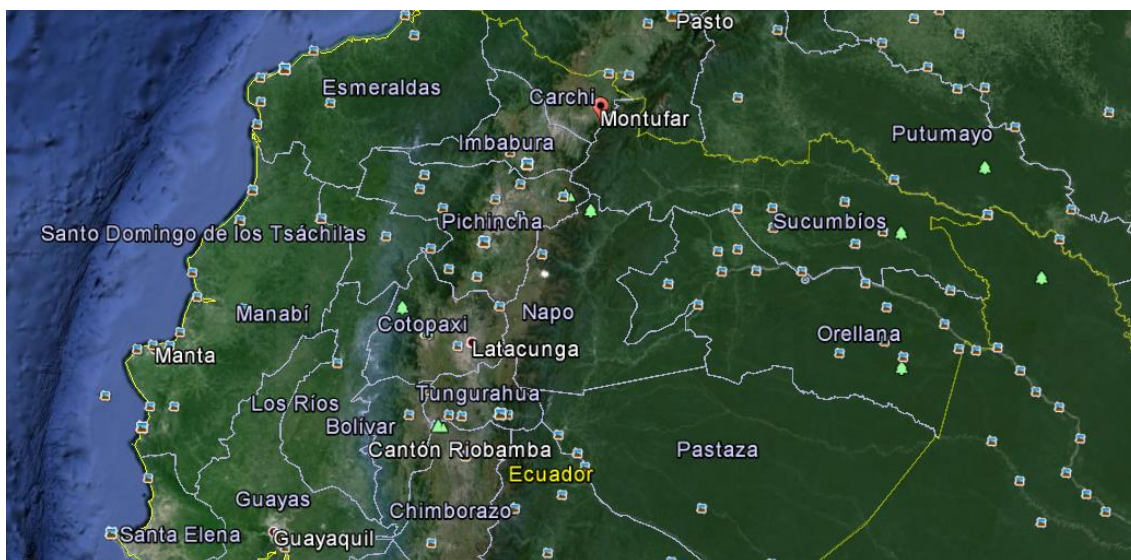 Pasto
Esmeraldas
Carchi
Montufar
Putumayo
Imbabura
Pichincha
Sucumbíos
Santo Domingo de los Tsáchilas
Manabí
Cotopaxi
Napo
Orellana
Manta
Latacunga
Tungurahua
Los Ríos
Bolívar
Cantón Riobamba
Pastaza
Ecuador
Guayas
Chimborazo
Santa Elena
Guayaquil